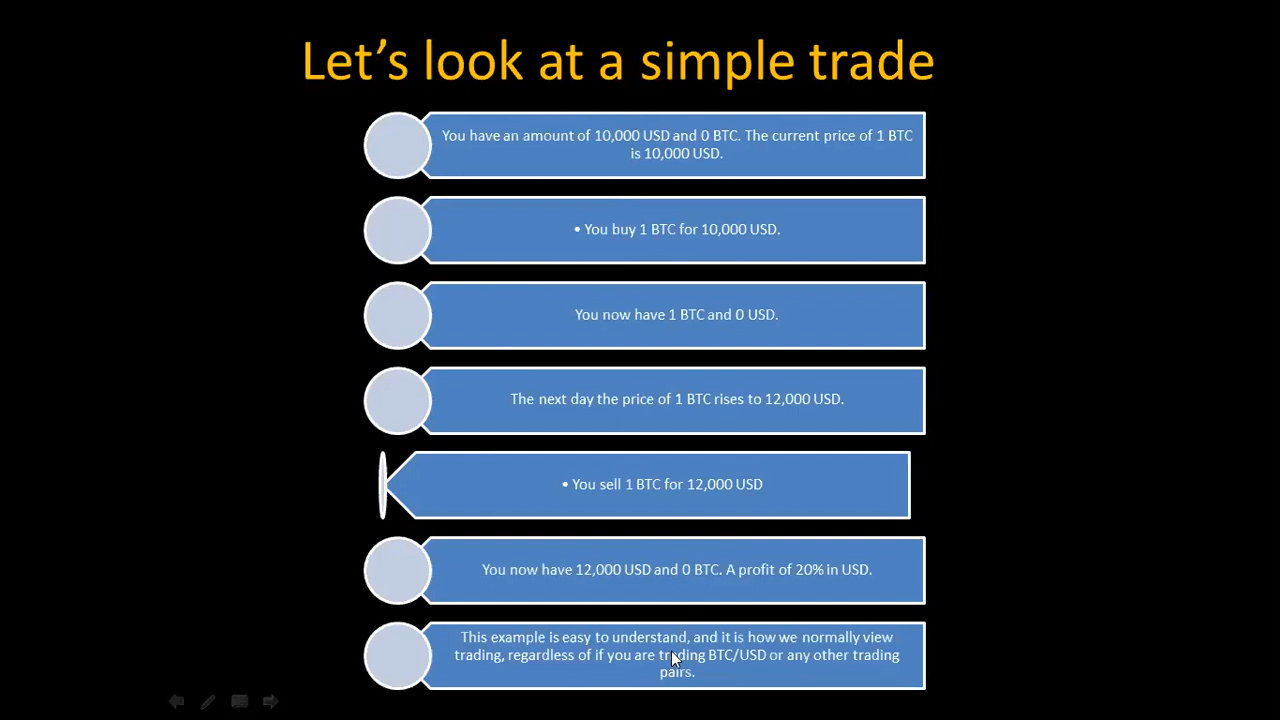 Let’s look at a simple trade
You have an amount of 10,000 USD and 0 BTC. The current price of 1 BTC
is 10,000 USD.
• You buy 1 BTC for 10,000 USD.
You now have 1 BTC and 0 USD.
The next day the price of 1 BTC rises to 12,000 USD.
• You sell 1 BTC for 12,000 USD
You now have 12,000 USD and 0 BTC. A profit of 20% in USD.
This example is easy to understand, and it is how we normally view
trading, regardless of if you are trading BTC/USD or any other trading
pairs.